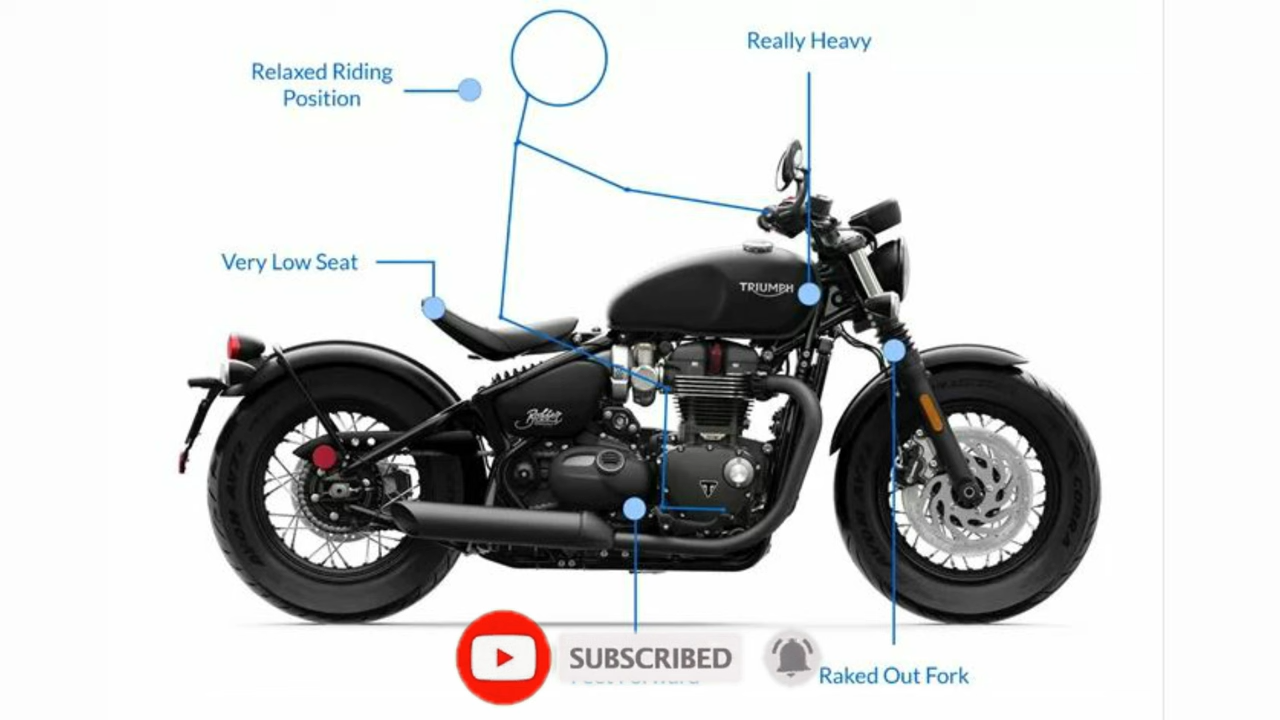 Really Heavy
Relaxed Riding
Position
Very Low Seat
TRIUMPH
Bobber
T
SUBSCRIBED
Raked Out Fork